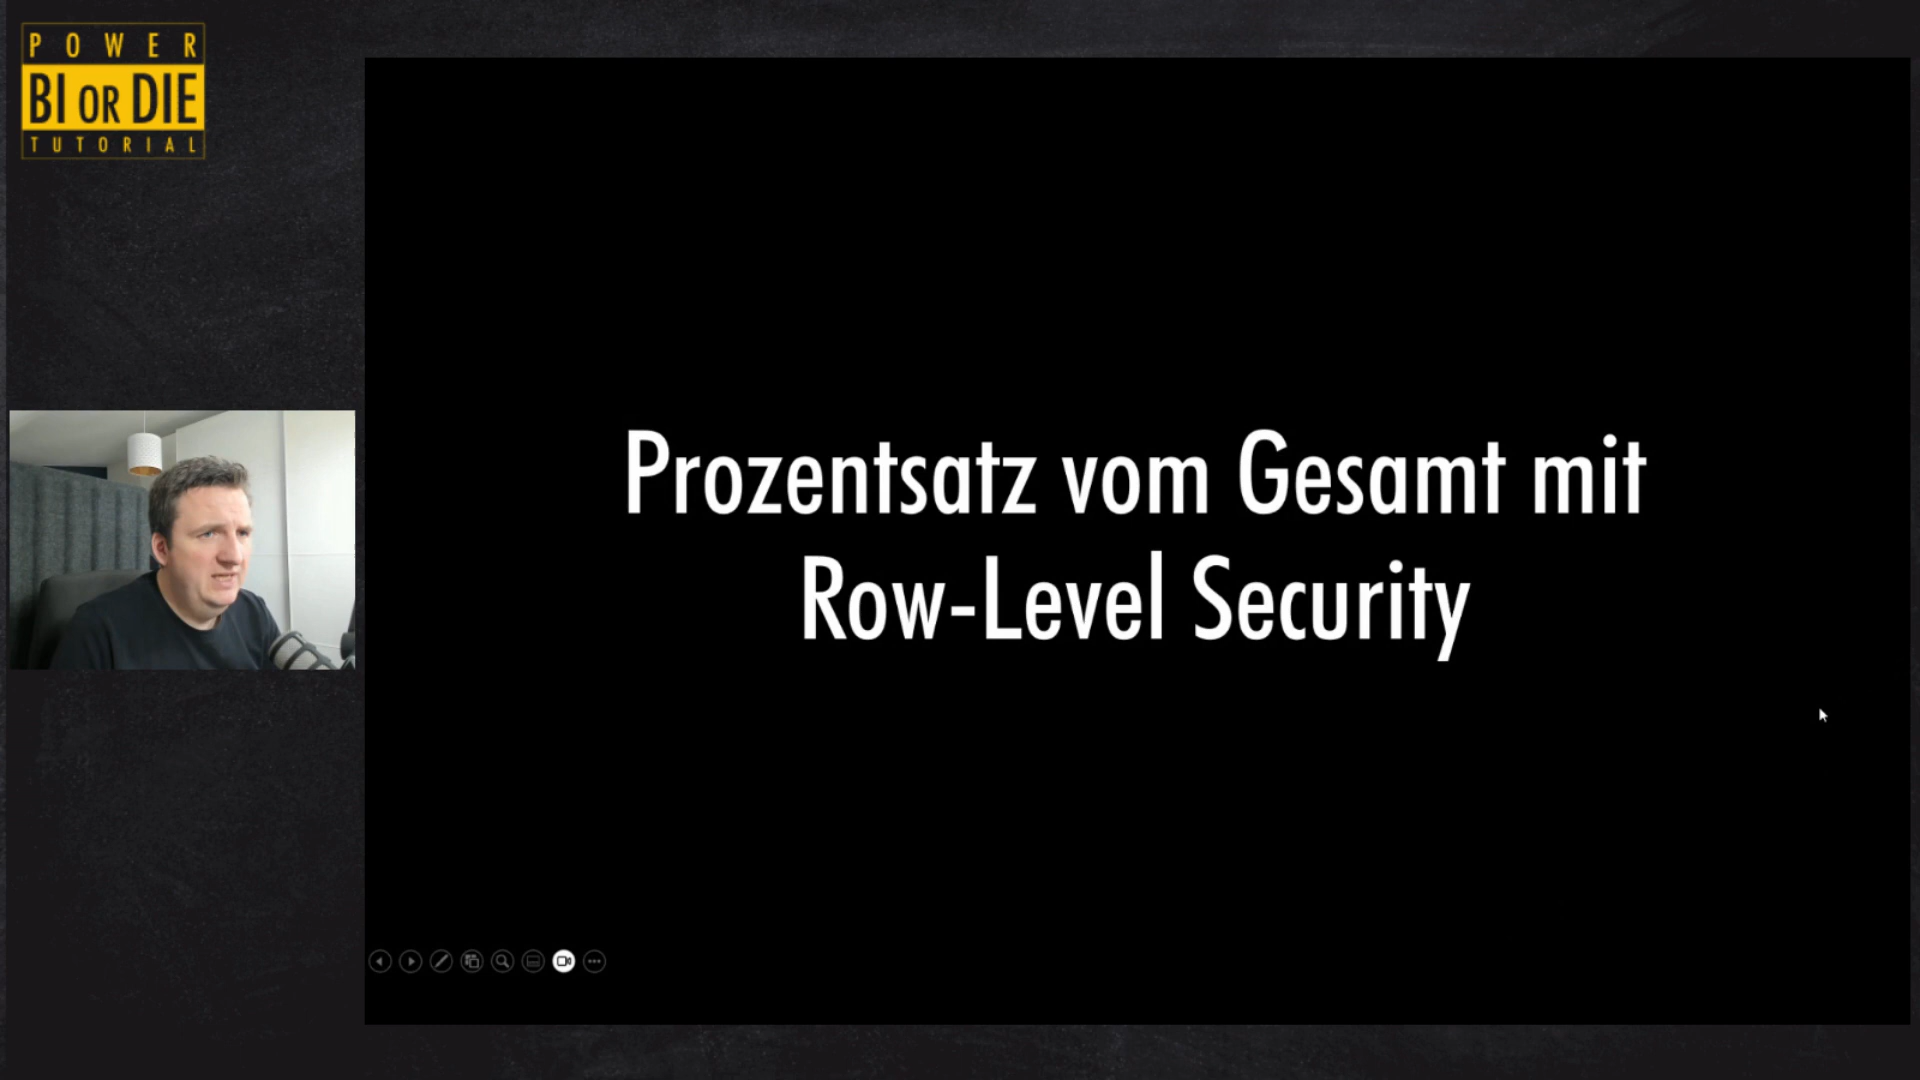 POWER
BI OR DIE
TUTORIAL
Prozentsatz vom Gesamt mit
Row-Level Security